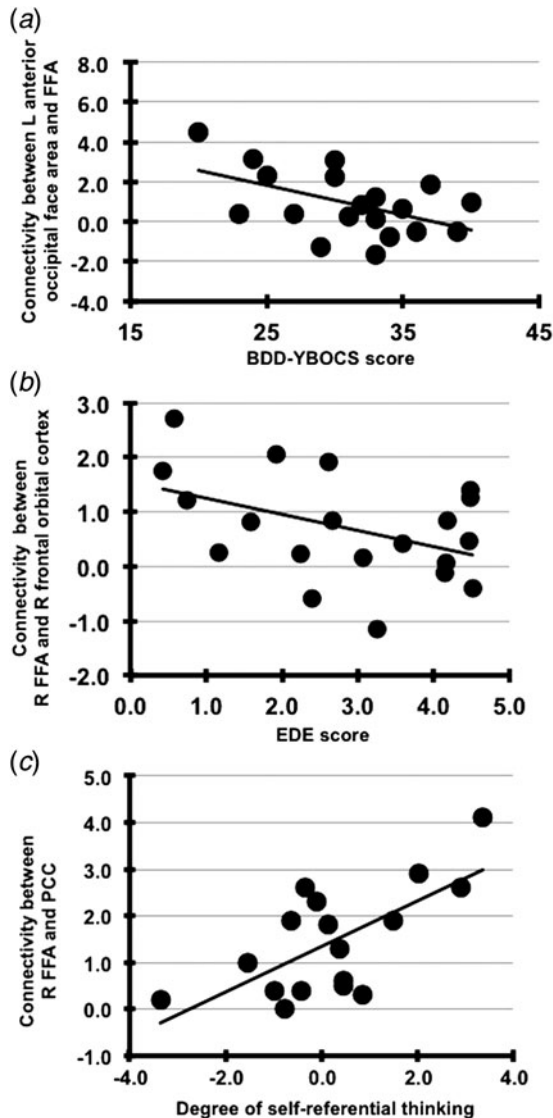 (a)
Connectivity between L anterior
occipital face area and FFA
8.0
6.0
4.0
2.0
0.0
-2.0
-4.0
15
25
35
45
BDD-YBOCS score
(b)
Connectivity between
R FFA and R frontal orbital cortex
3.0
2.0
1.0
0.0
-1.0
-2.0
0.0
1.0
2.0
3.0
4.0
5.0
EDE score
(c)
Connectivity between
R FFA and PCC
5.0
4.0
3.0
2.0
1.0
0.0
-1.0
-4.0
-2.0
0.0
2.0
4.0
Degree of self-referential thinking